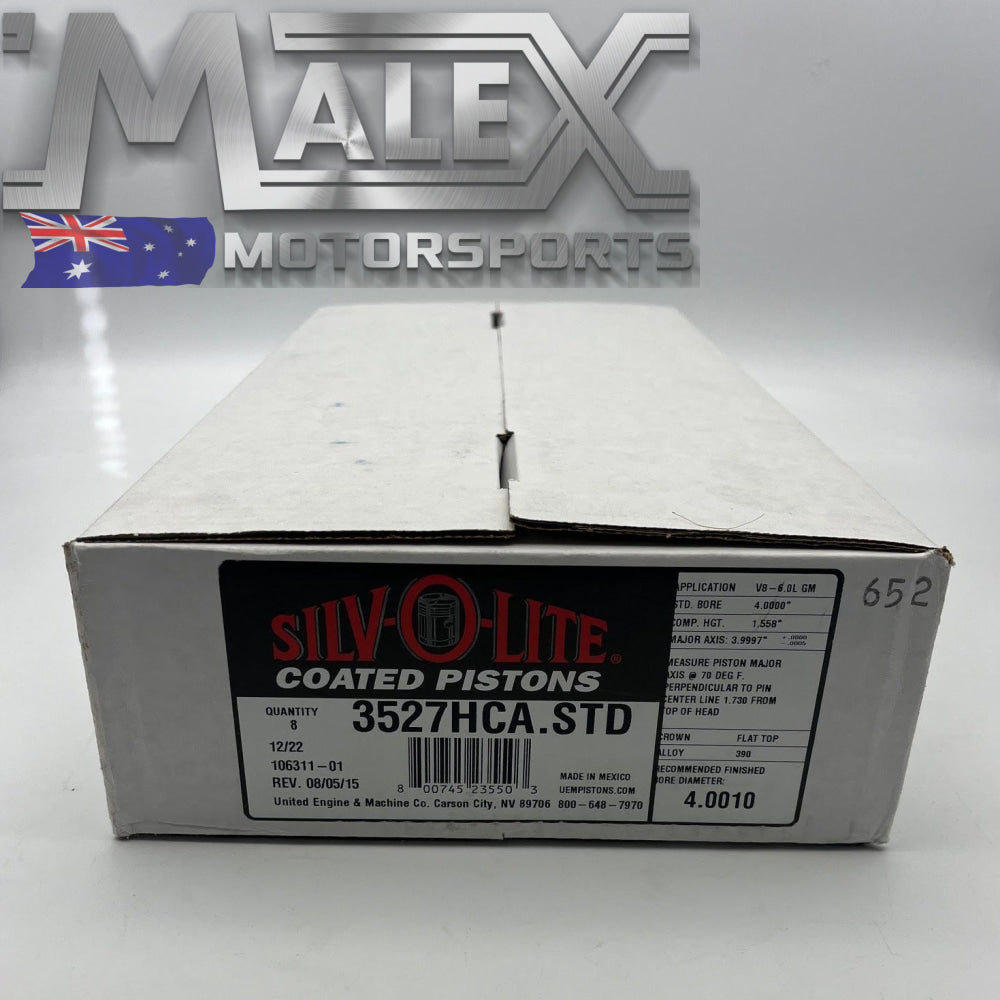 MALEX
MOTORSPORTS
652
SILV-O-LITE®
COATED PISTONS
QUANTITY
8
3527HCA.STD
12/22
106311-01
REV. 08/05/15
8 00745 23550 3
MADE IN MEXICO
UEMPISTONS.COM
United Engine & Machine Co. Carson City, NV 89706 800-648-7970
APPLICATION V8-6.0L GM
STD. BORE 4.0000"
COMP. HGT. 1.558"
MAJOR AXIS: 3.9997" +.0000 -.0005
MEASURE PISTON MAJOR
AXIS @ 70 DEG F.
PERPENDICULAR TO PIN
CENTER LINE 1.730 FROM
TOP OF HEAD
CROWN FLAT TOP
ALLOY 390
RECOMMENDED FINISHED
BORE DIAMETER:
4.0010